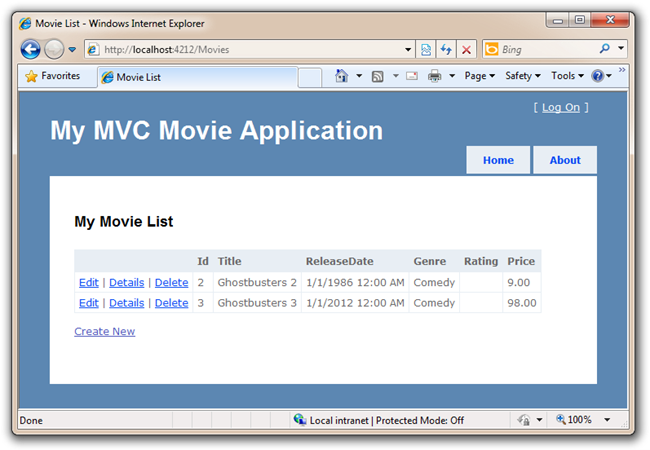 Movie List - Windows Internet Explorer
http://localhost:4212/Movies
Bing
Favorites Movie List Page Safety Tools
[ Log On ]
My MVC Movie Application
Home About
My Movie List
Id Title ReleaseDate Genre Rating Price
Edit | Details | Delete 2 Ghostbusters 2 1/1/1986 12:00 AM Comedy 9.00
Edit | Details | Delete 3 Ghostbusters 3 1/1/2012 12:00 AM Comedy 98.00
Create New
Done Local intranet | Protected Mode: Off 100%